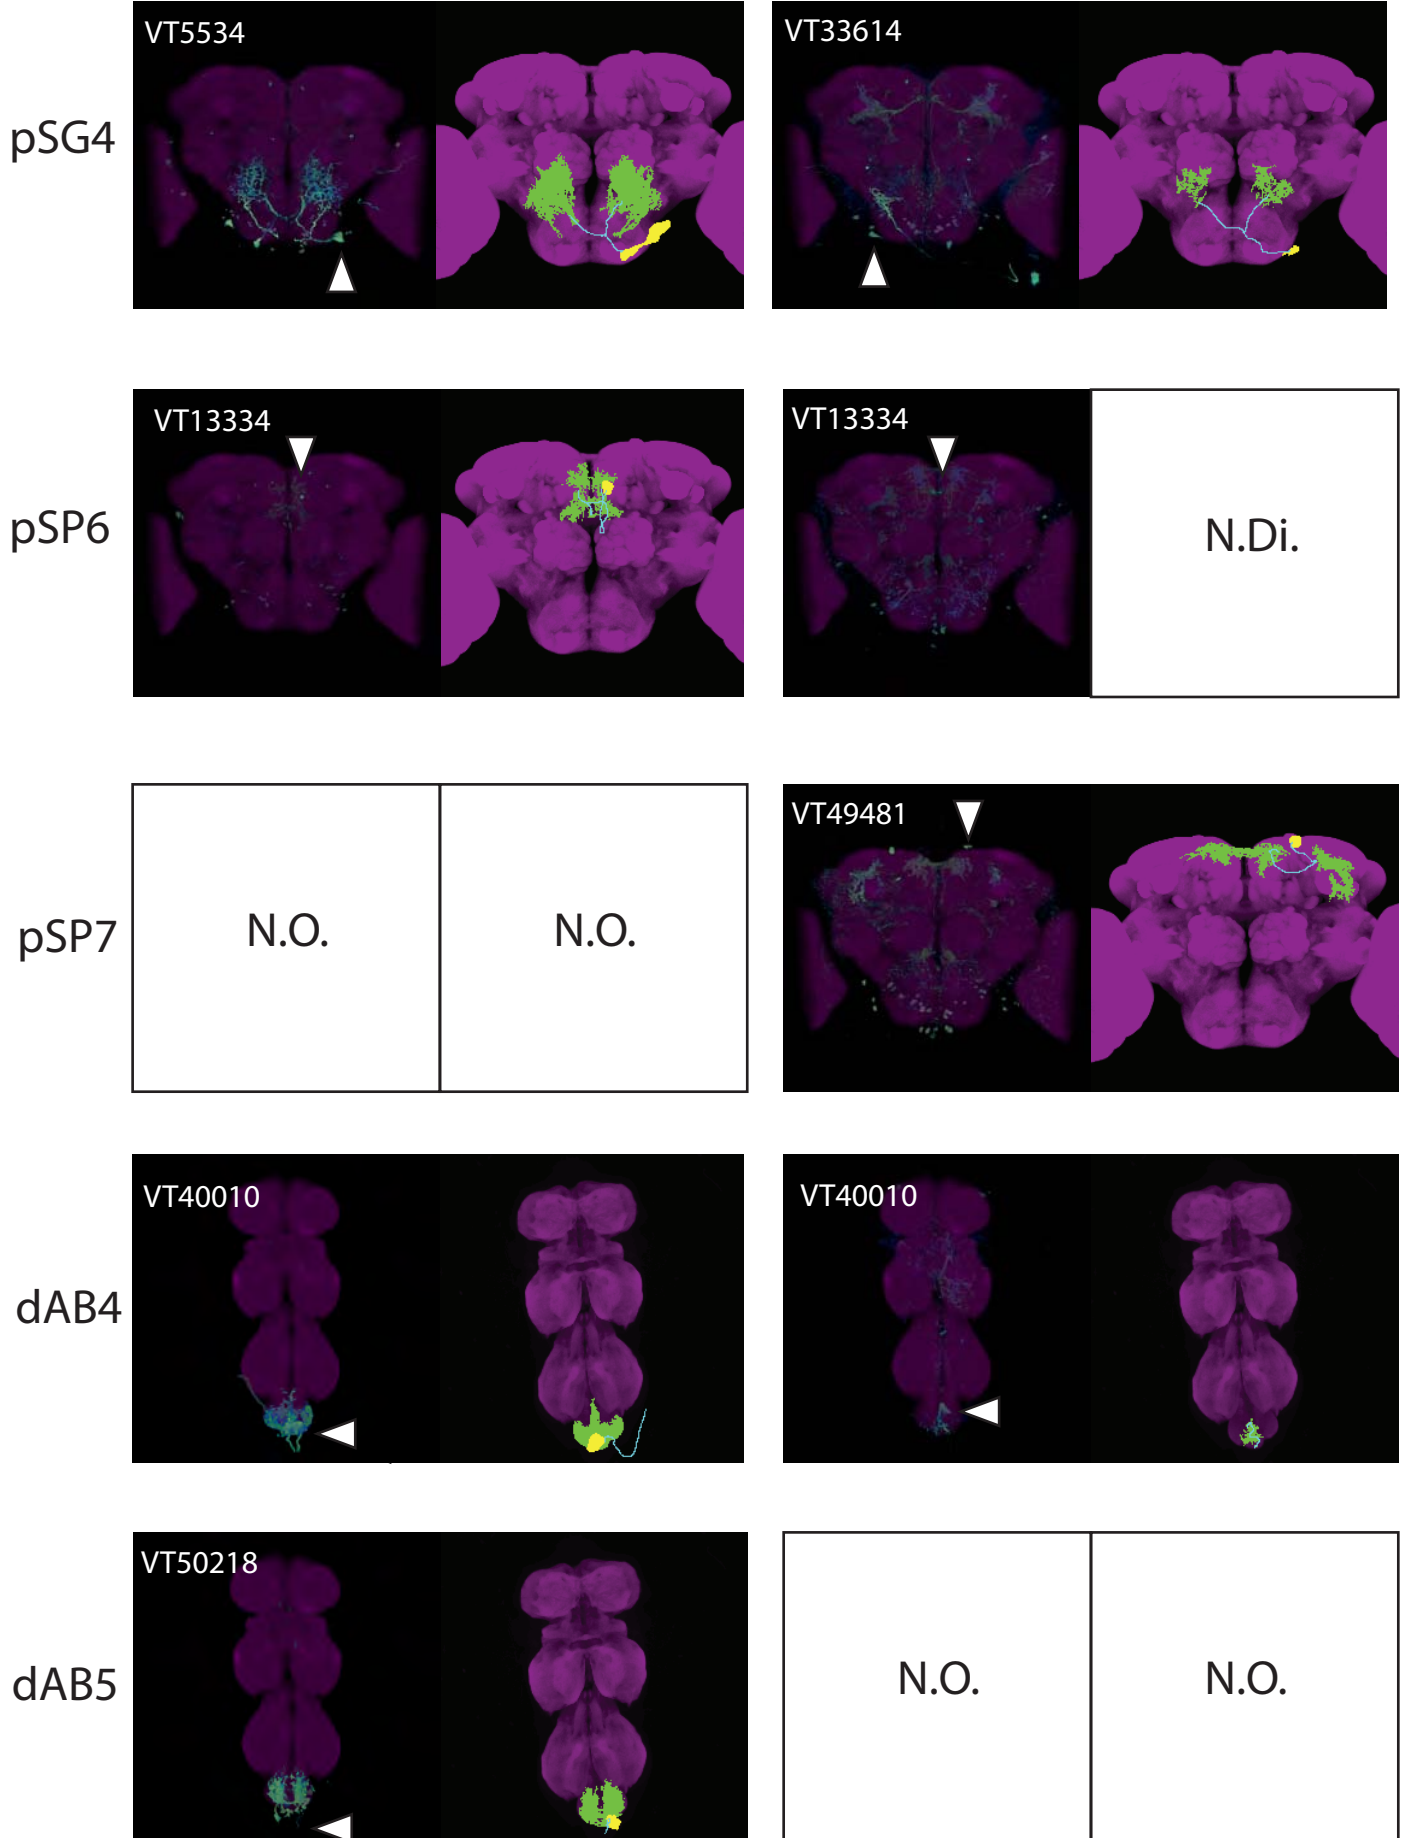 VT5534
VT33614
pSG4
VT13334
VT13334
pSP6
N.Di.
VT49481
pSP7
N.O.
N.O.
VT40010
VT40010
dAB4
VT50218
dAB5
N.O.
N.O.